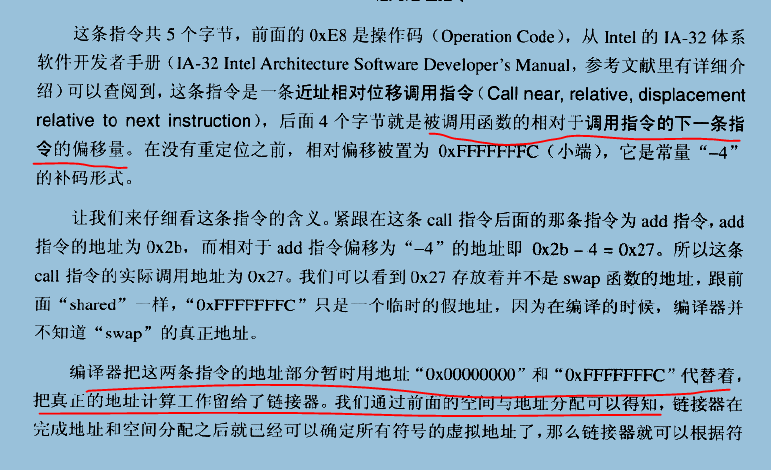 这条指令共 5 个字节，前面的 0xE8 是操作码（Operation Code），从 Intel 的 IA-32 体系
软件开发者手册（IA-32 Intel Architecture Software Developer's Manual，参考文献里有详细介
绍）可以查阅到，这条指令是一条近址相对位移调用指令（Call near, relative, displacement
relative to next instruction），后面 4 个字节就是被调用函数的相对于调用指令的下一条指
令的偏移量。在没有重定位之前，相对偏移被置为 0xFFFFFFFC（小端），它是常量“−4”
的补码形式。
让我们来仔细看这条指令的含义。紧跟在这条 call 指令后面的那条指令为 add 指令，add
指令的地址为 0x2b，而相对于 add 指令偏移为“−4”的地址即 0x2b − 4 = 0x27。所以这条
call 指令的实际调用地址为 0x27。我们可以看到 0x27 存放着并不是 swap 函数的地址，跟前
面“shared”一样，“0xFFFFFFFC”只是一个临时的假地址，因为在编译的时候，编译器并
不知道“swap”的真正地址。
编译器把这两条指令的地址部分暂时用地址“0x00000000”和“0xFFFFFFFC”代替着，
把真正的地址计算工作留给了链接器。我们通过前面的空间与地址分配可以得知，链接器在
完成地址和空间分配之后就已经可以确定所有符号的虚拟地址了，那么链接器就可以根据符